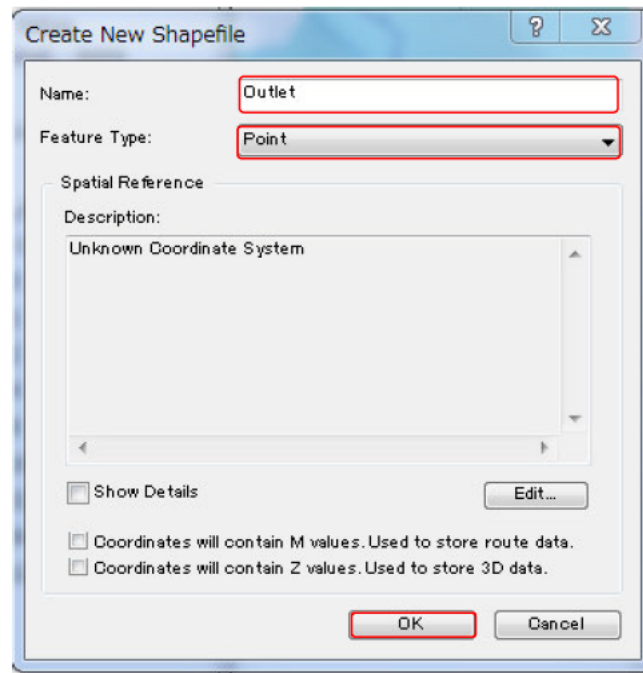 Create New Shapefile
Name: Outlet
Feature Type: Point
Spatial Reference
Description:
Unknown Coordinate System
Show Details
Edit...
Coordinates will contain M values. Used to store route data.
Coordinates will contain Z values. Used to store 3D data.
OK Cancel